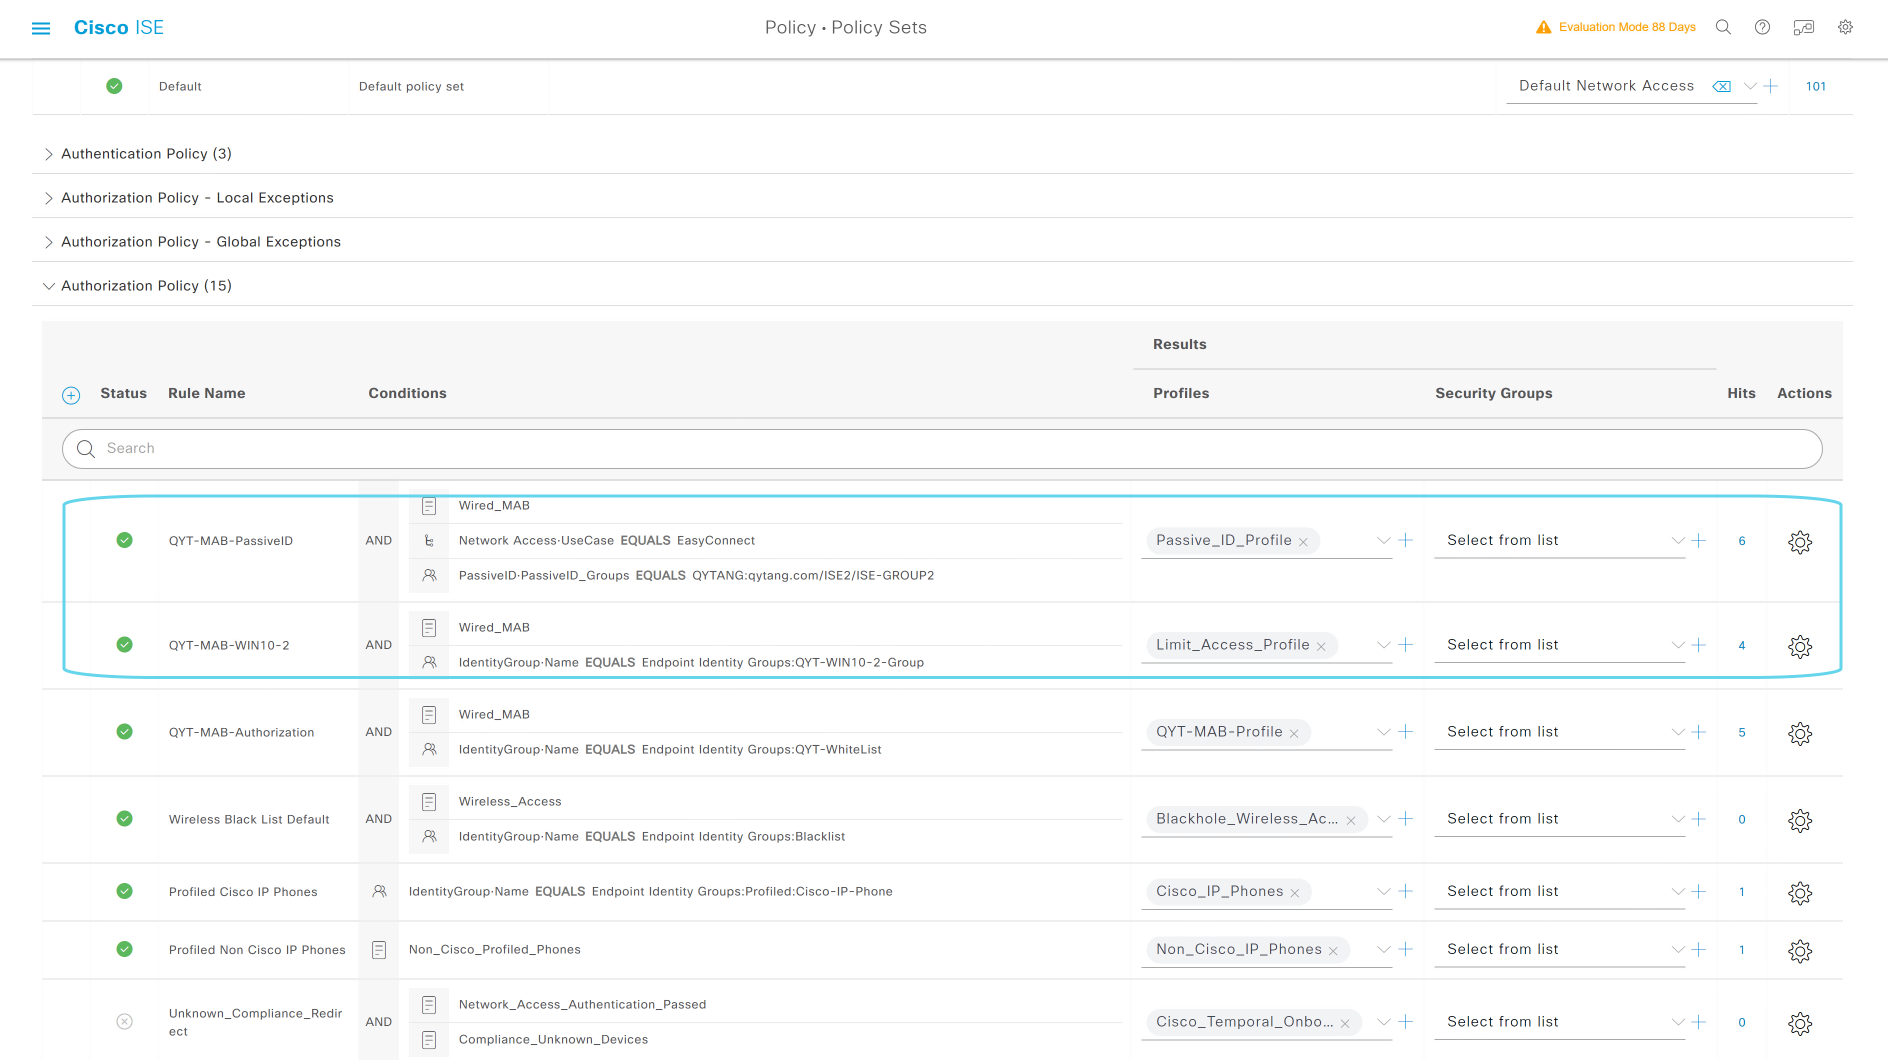 Cisco ISE
Policy · Policy Sets
Evaluation Mode 88 Days
Default
Default policy set
Default Network Access
101
Authentication Policy (3)
Authorization Policy - Local Exceptions
Authorization Policy - Global Exceptions
Authorization Policy (15)
Results
Status
Rule Name
Conditions
Profiles
Security Groups
Hits
Actions
Search
QYT-MAB-PassiveID
AND
Wired_MAB
Network Access·UseCase EQUALS EasyConnect
PassiveID·PassiveID_Groups EQUALS QYTANG:qytang.com/ISE2/ISE-GROUP2
Passive_ID_Profile
Select from list
6
QYT-MAB-WIN10-2
AND
Wired_MAB
IdentityGroup·Name EQUALS Endpoint Identity Groups:QYT-WIN10-2-Group
Limit_Access_Profile
Select from list
4
QYT-MAB-Authorization
AND
Wired_MAB
IdentityGroup·Name EQUALS Endpoint Identity Groups:QYT-WhiteList
QYT-MAB-Profile
Select from list
5
Wireless Black List Default
AND
Wireless_Access
IdentityGroup·Name EQUALS Endpoint Identity Groups:Blacklist
Blackhole_Wireless_Ac...
Select from list
0
Profiled Cisco IP Phones
IdentityGroup·Name EQUALS Endpoint Identity Groups:Profiled:Cisco-IP-Phone
Cisco_IP_Phones
Select from list
1
Profiled Non Cisco IP Phones
Non_Cisco_Profiled_Phones
Non_Cisco_IP_Phones
Select from list
1
Unknown_Compliance_Redir
ect
AND
Network_Access_Authentication_Passed
Compliance_Unknown_Devices
Cisco_Temporal_Onbo...
Select from list
0